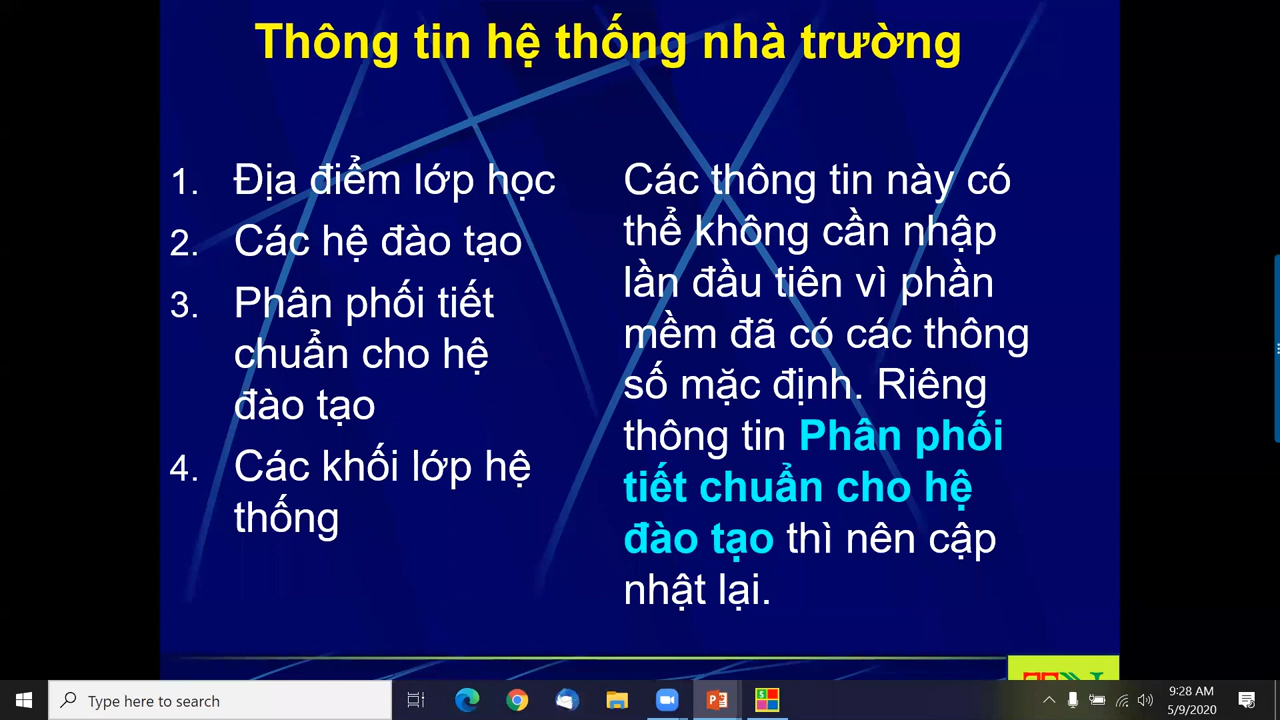 Thông tin hệ thống nhà trường
1. Địa điểm lớp học
2. Các hệ đào tạo
3. Phân phối tiết
chuẩn cho hệ
đào tạo
4. Các khối lớp hệ
thống
Các thông tin này có
thể không cần nhập
lần đầu tiên vì phần
mềm đã có các thông
số mặc định. Riêng
thông tin Phân phối
tiết chuẩn cho hệ
đào tạo thì nên cập
nhật lại.
Type here to search
9:28 AM
5/9/2020